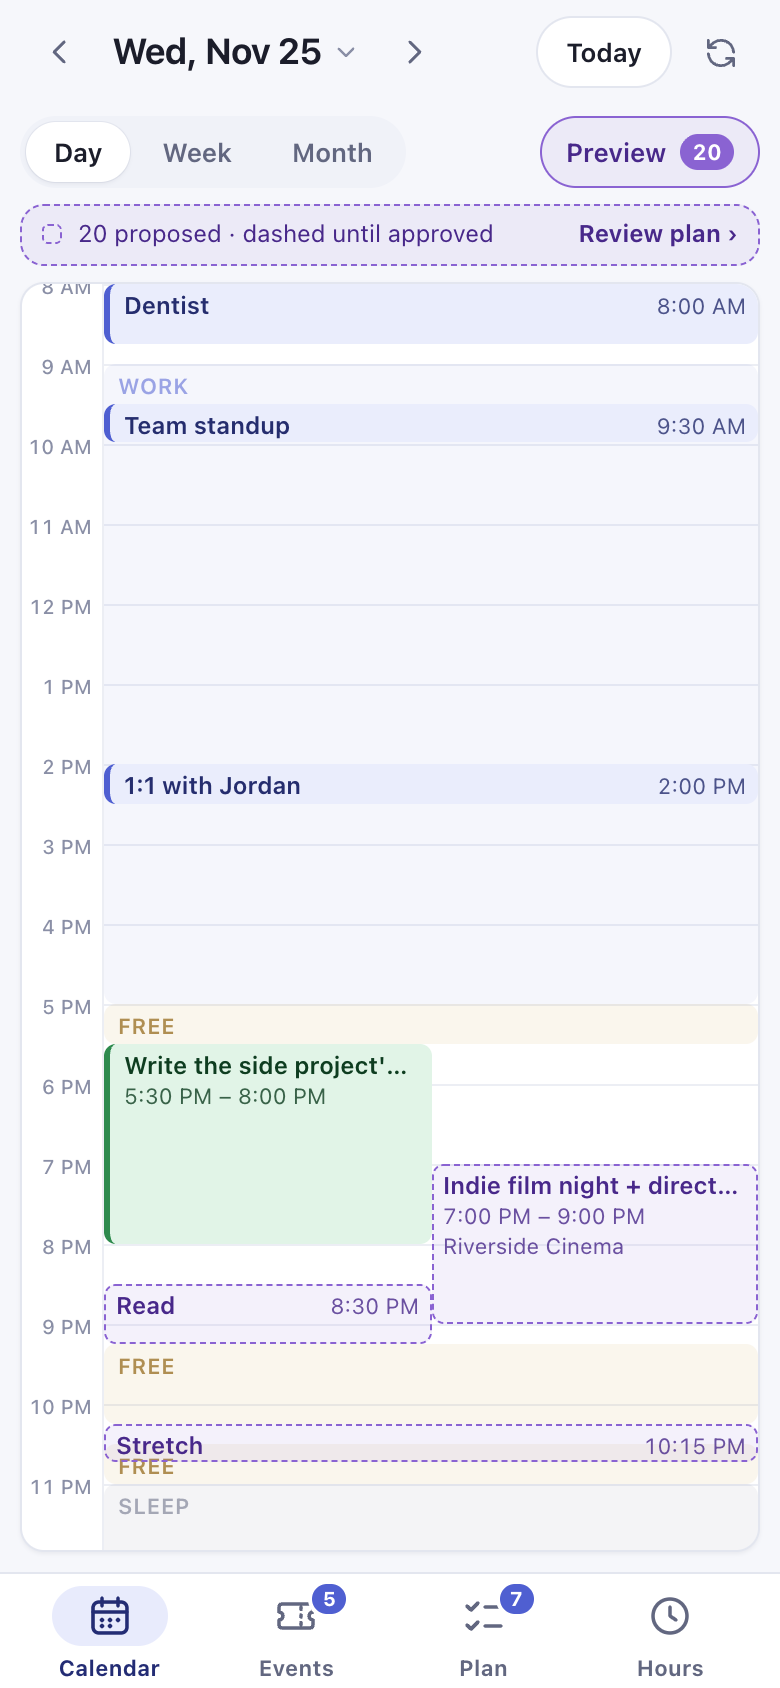 Wed, Nov 25
Today
Day Week Month
Preview 20
20 proposed · dashed until approved Review plan ›
8 AM
Dentist 8:00 AM
9 AM
WORK
Team standup 9:30 AM
10 AM
11 AM
12 PM
1 PM
2 PM
1:1 with Jordan 2:00 PM
3 PM
4 PM
5 PM
FREE
Write the side project'...
5:30 PM – 8:00 PM
6 PM
7 PM
Indie film night + direct...
7:00 PM – 9:00 PM
Riverside Cinema
8 PM
Read 8:30 PM
9 PM
FREE
10 PM
Stretch 10:15 PM
FREE
11 PM
SLEEP
5
7
Calendar Events Plan Hours